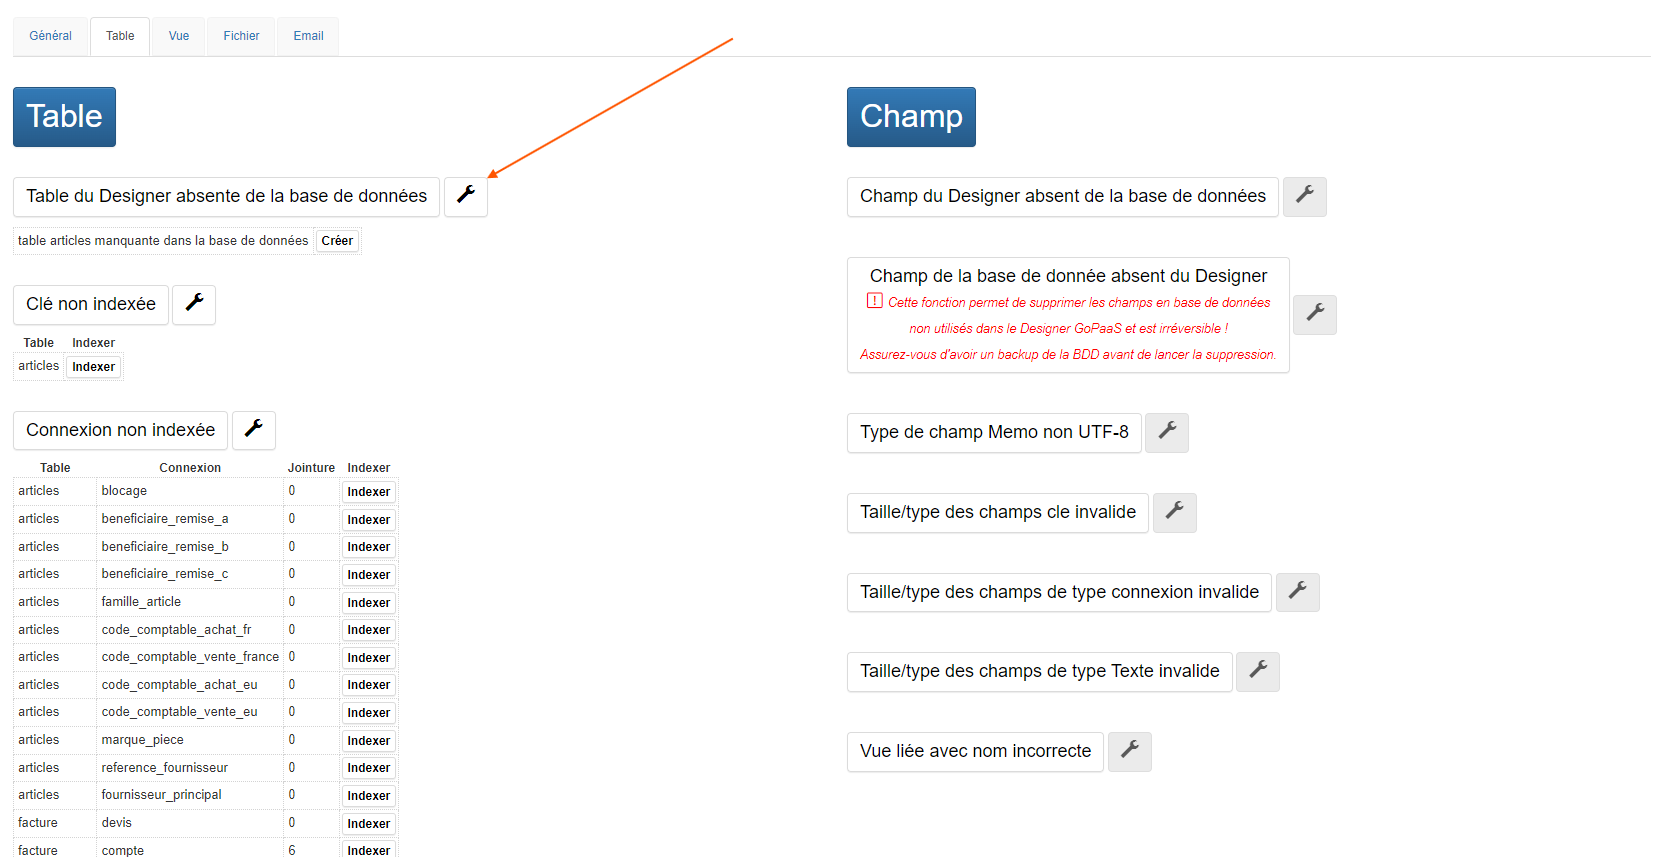 Général Table Vue Fichier Email
Table
Table du Designer absente de la base de données
table articles manquante dans la base de données Créer
Clé non indexée
Table Indexer
articles Indexer
Connexion non indexée
Table Connexion Jointure Indexer
articles blocage 0 Indexer
articles beneficiaire_remise_a 0 Indexer
articles beneficiaire_remise_b 0 Indexer
articles beneficiaire_remise_c 0 Indexer
articles famille_article 0 Indexer
articles code_comptable_achat_fr 0 Indexer
articles code_comptable_vente_france 0 Indexer
articles code_comptable_achat_eu 0 Indexer
articles code_comptable_vente_eu 0 Indexer
articles marque_piece 0 Indexer
articles reference_fournisseur 0 Indexer
articles fournisseur_principal 0 Indexer
facture devis 0 Indexer
facture compte 6 Indexer
Champ
Champ du Designer absent de la base de données
Champ de la base de donnée absent du Designer
! Cette fonction permet de supprimer les champs en base de données
non utilisés dans le Designer GoPaaS et est irréversible !
Assurez-vous d'avoir un backup de la BDD avant de lancer la suppression.
Type de champ Memo non UTF-8
Taille/type des champs cle invalide
Taille/type des champs de type connexion invalide
Taille/type des champs de type Texte invalide
Vue liée avec nom incorrecte